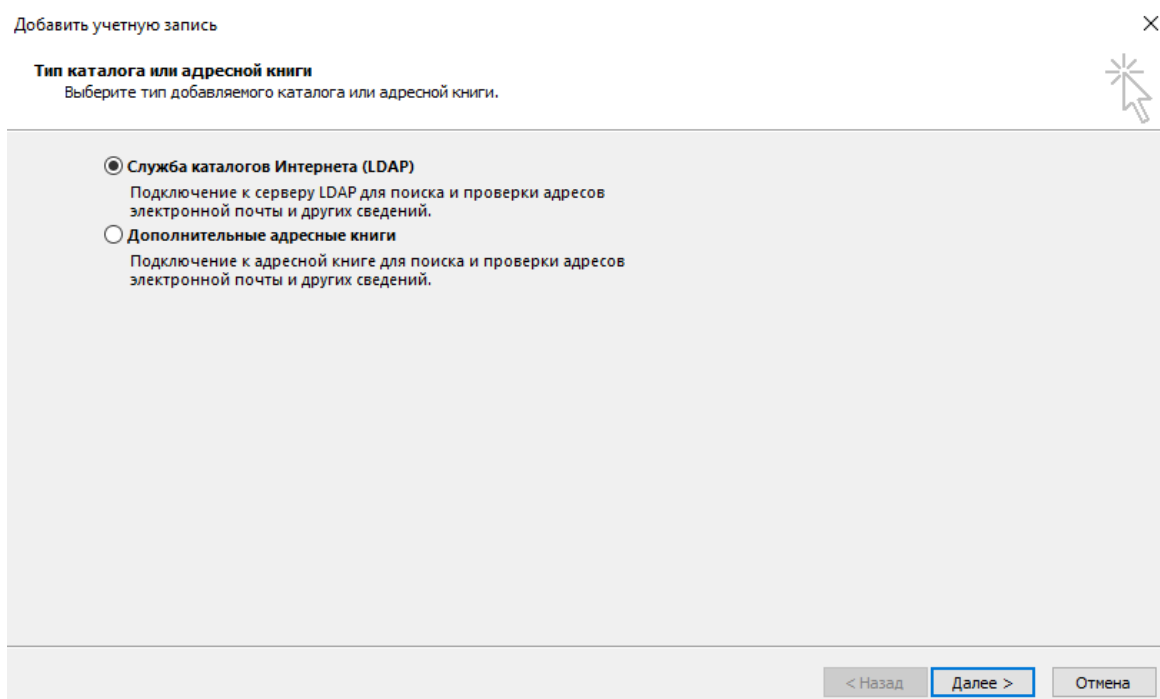 Добавить учетную запись
Тип каталога или адресной книги
Выберите тип добавляемого каталога или адресной книги.
Служба каталогов Интернета (LDAP)
Подключение к серверу LDAP для поиска и проверки адресов
электронной почты и других сведений.
Дополнительные адресные книги
Подключение к адресной книге для поиска и проверки адресов
электронной почты и других сведений.
< Назад
Далее >
Отмена